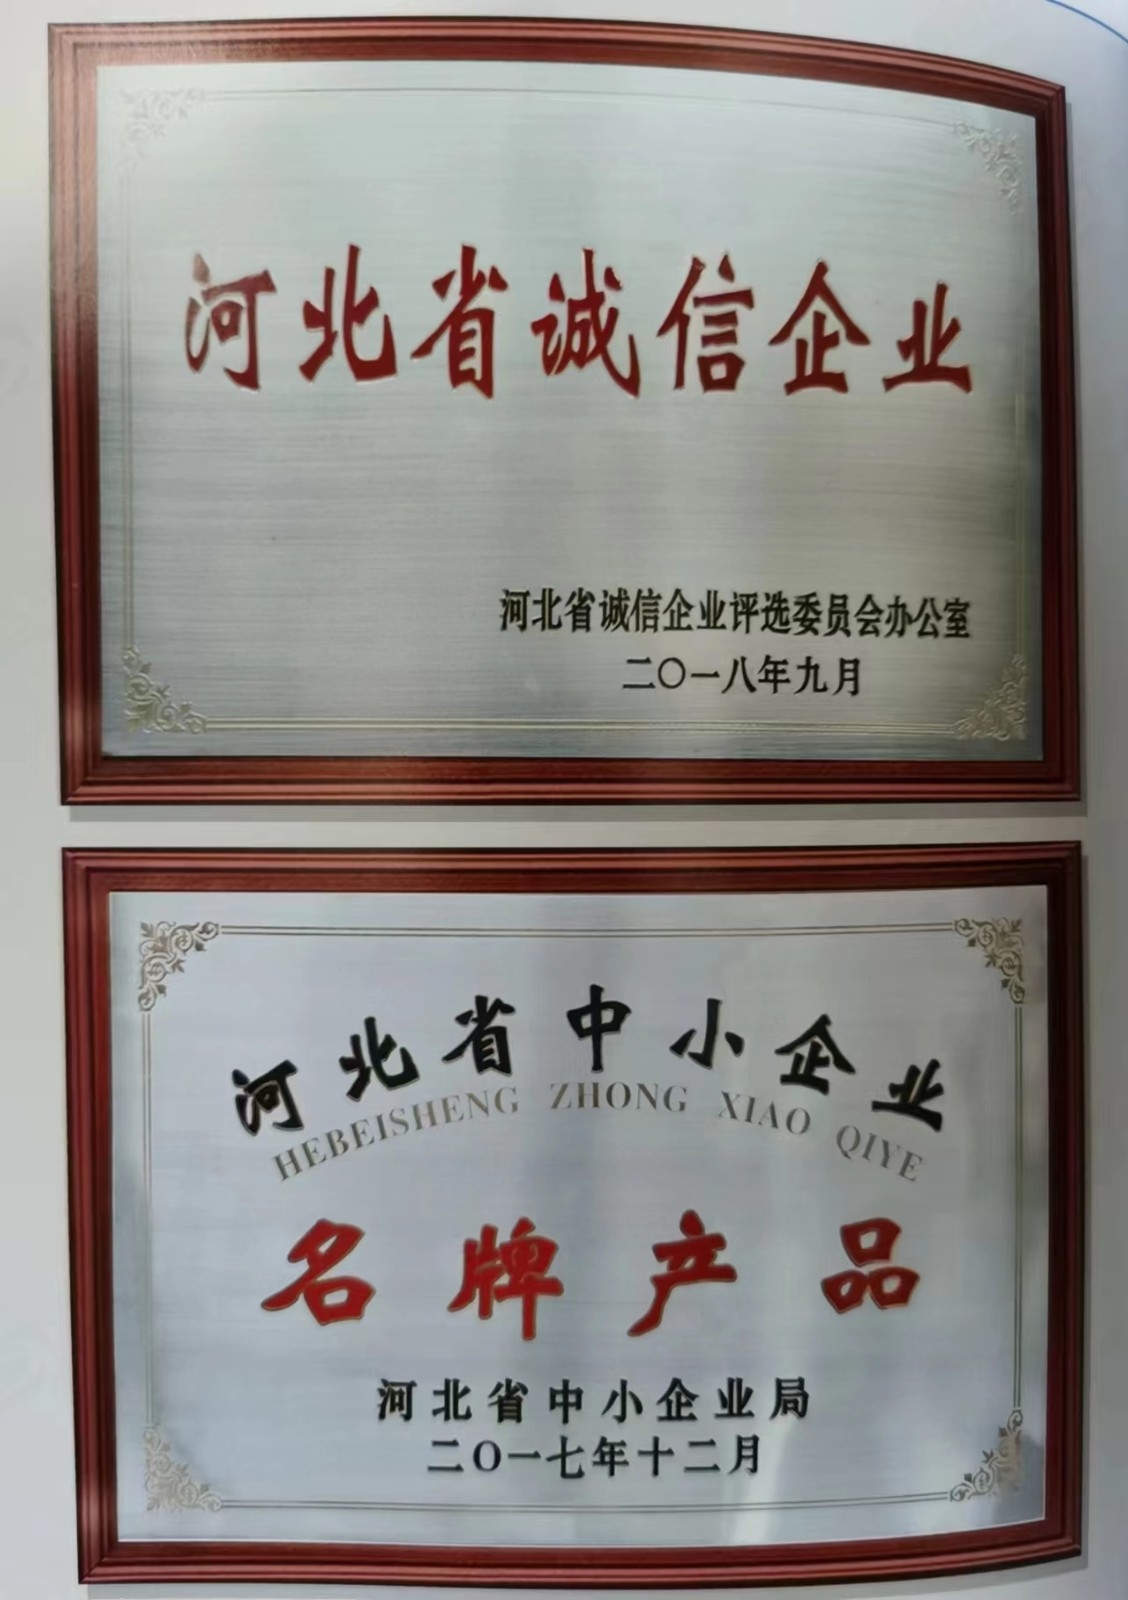 河北省诚信企业
河北省诚信企业评选委员会办公室
二〇一八年九月
河北省中小企业
HEBEISHENG ZHONG XIAO QIYE
名牌产品
河北省中小企业局
二〇一七年十二月